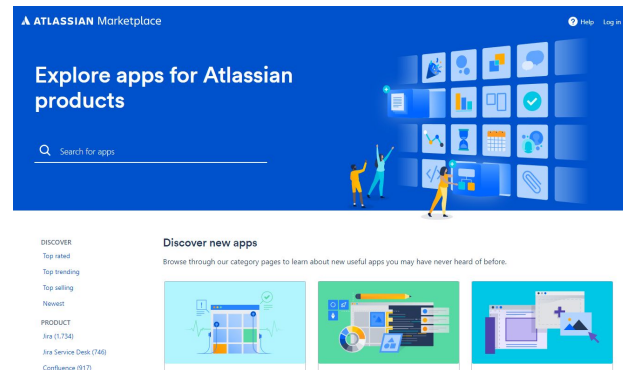 ATLASSIAN Marketplace
? Help Log in
Explore apps for Atlassian
products
Search for apps
DISCOVER
Top rated
Top trending
Top selling
Newest
PRODUCT
Jira (1,734)
Jira Service Desk (746)
Confluence (917)
Discover new apps
Browse through our category pages to learn about new useful apps you may have never heard of before.